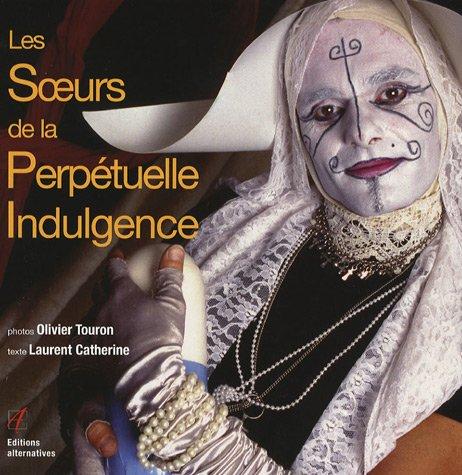 Les
Sœurs
de la
Perpétuelle
Indulgence
photos Olivier Touron
texte Laurent Catherine
Editions
alternatives